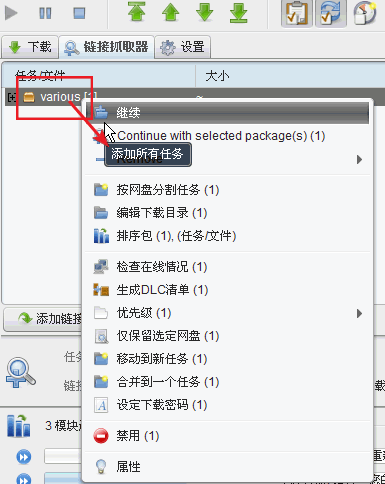 下载
链接抓取器
设置
任务/文件
大小
various [1]
~
继续
Continue with selected package(s) (1)
添加所有任务
按网盘分割任务 (1)
编辑下载目录 (1)
排序包 (1), (任务/文件)
检查在线情况 (1)
生成DLC清单 (1)
优先级 (1)
仅保留选定网盘 (1)
移动到新任务 (1)
合并到一个任务 (1)
设定下载密码 (1)
禁用 (1)
属性
添加链接
任
链接
3 模块